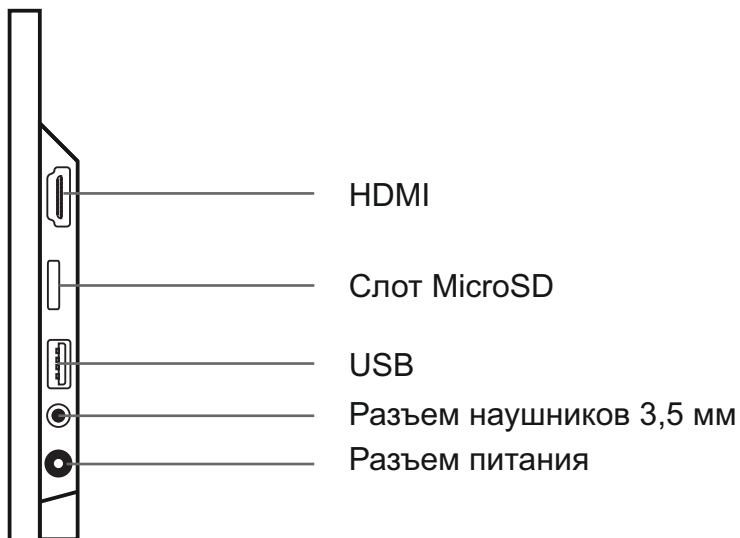 HDMI
Слот MicroSD
USB
Разъем наушников 3,5 мм
Разъем питания